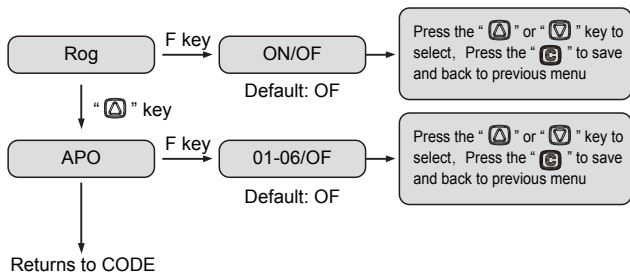 Rog
F key
ON/OF
Default: OF
Press the “ △ ” or “ ▽ ” key to
select, Press the “ C ” to save
and back to previous menu
“ △ ” key
APO
F key
01-06/OF
Default: OF
Press the “ △ ” or “ ▽ ” key to
select, Press the “ C ” to save
and back to previous menu
Returns to CODE